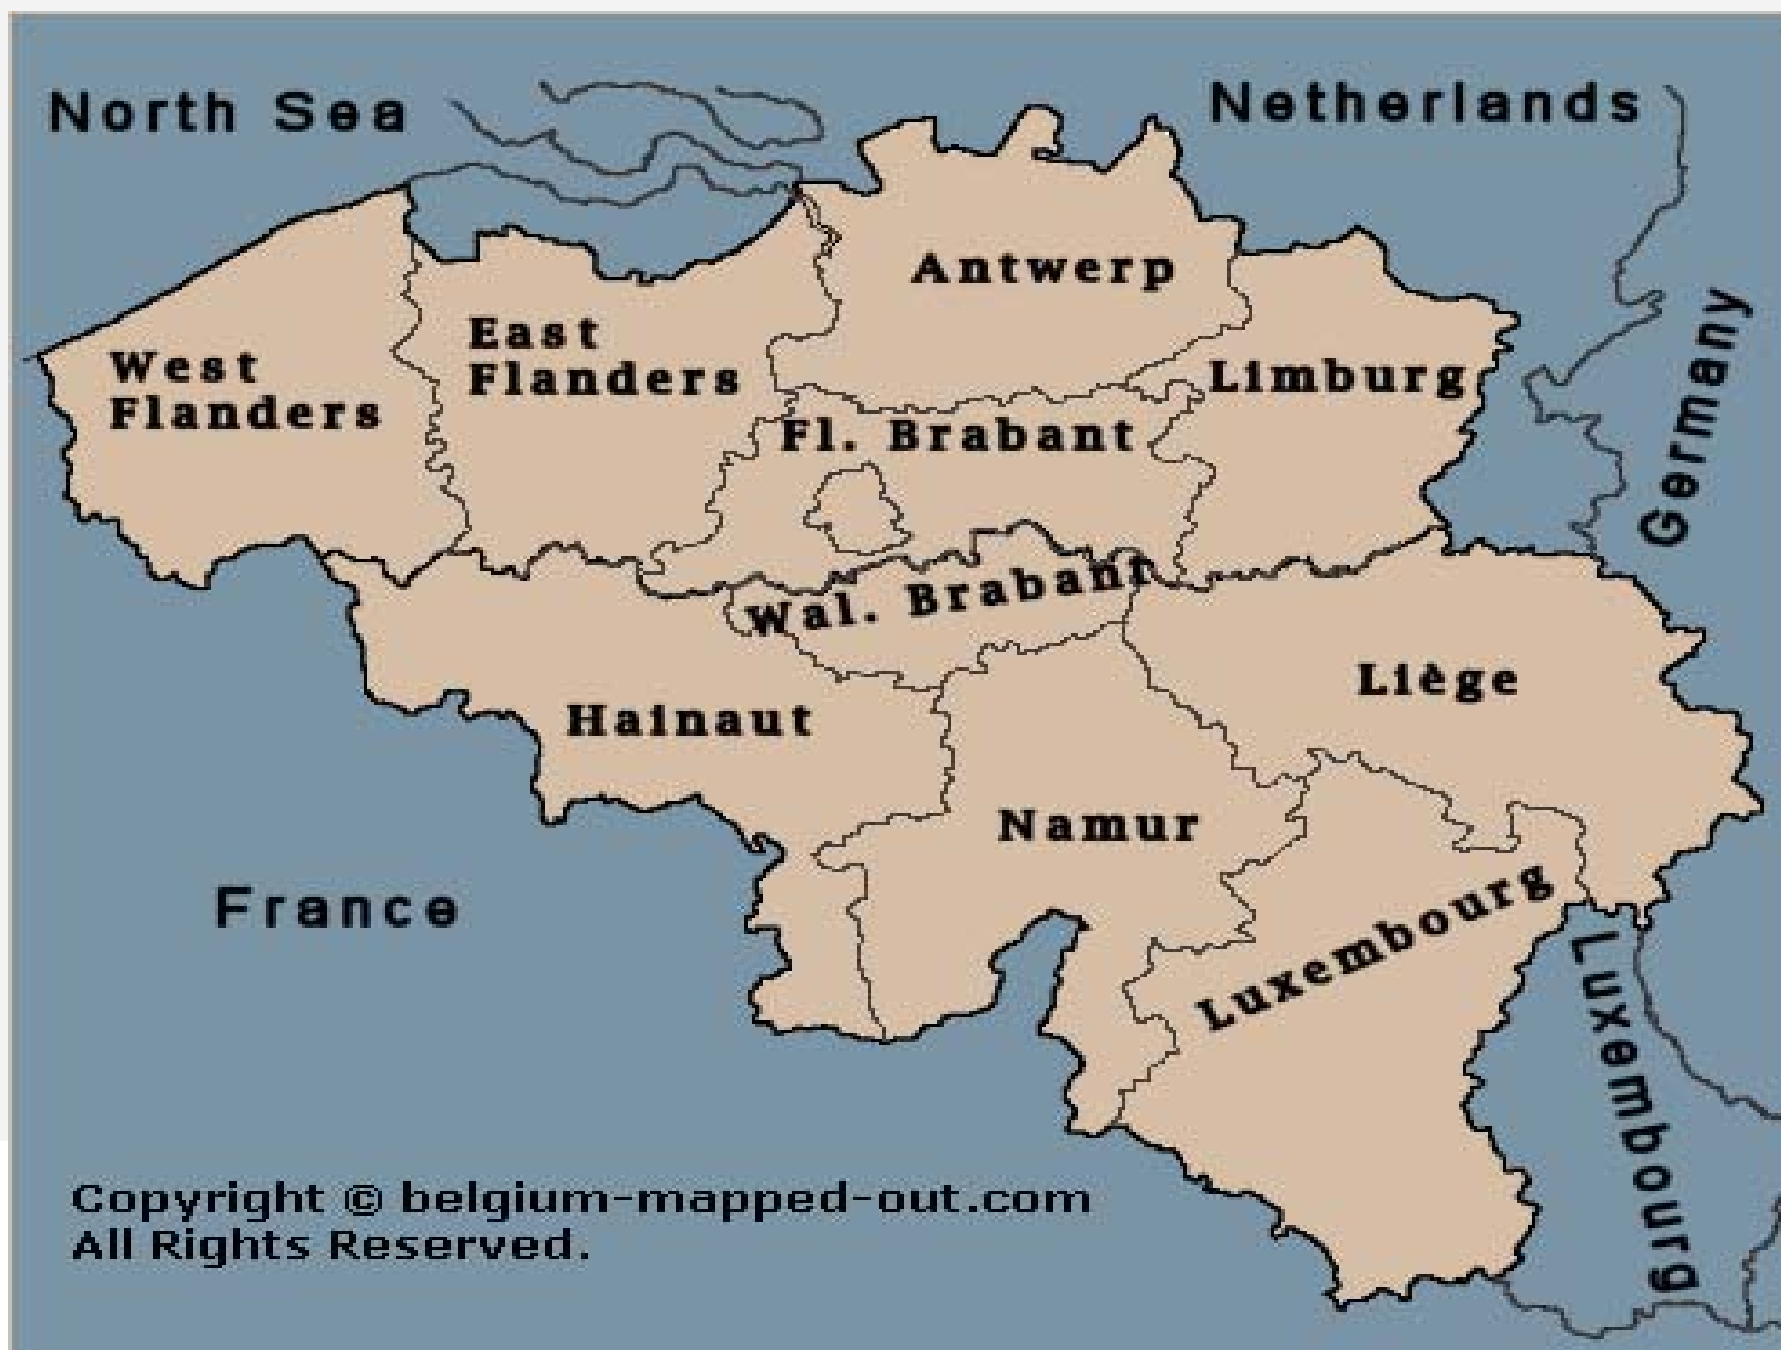 North Sea
Netherlands
Antwerp
Germany
East
Flanders
West
Flanders
Limburg
Fl. Brabant
Wal. Brabant
Liège
Hainaut
Namur
France
Luxembourg
Luxembourg
Copyright © belgium-mapped-out.com
All Rights Reserved.